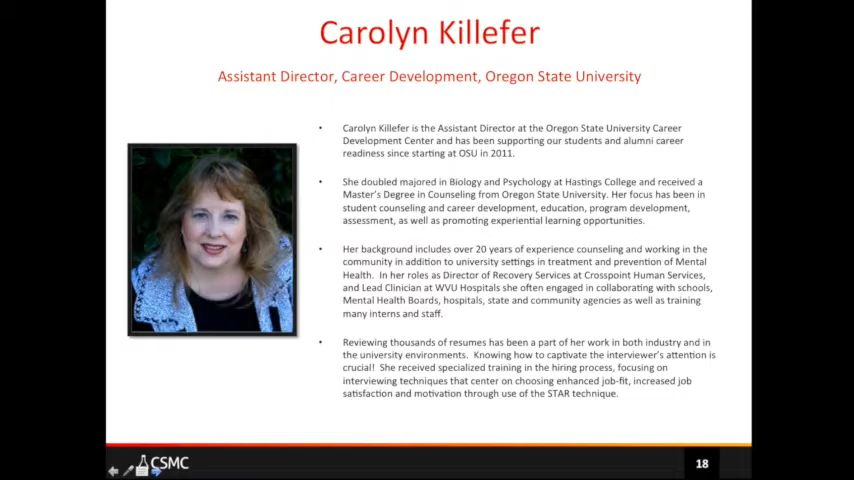 Carolyn Killefer
Assistant Director, Career Development, Oregon State University
• Carolyn Killefer is the Assistant Director at the Oregon State University Career
Development Center and has been supporting our students and alumni career
readiness since starting at OSU in 2011.
• She doubled majored in Biology and Psychology at Hastings College and received a
Master's Degree in Counseling from Oregon State University. Her focus has been in
student counseling and career development, education, program development,
assessment, as well as promoting experiential learning opportunities.
• Her background includes over 20 years of experience counseling and working in the
community in addition to university settings in treatment and prevention of Mental
Health. In her roles as Director of Recovery Services at Crosspoint Human Services,
and Lead Clinician at WVU Hospitals she often engaged in collaborating with schools,
Mental Health Boards, hospitals, state and community agencies as well as training
many interns and staff.
• Reviewing thousands of resumes has been a part of her work in both industry and in
the university environments. Knowing how to captivate the interviewer's attention is
crucial! She received specialized training in the hiring process, focusing on
interviewing techniques that center on choosing enhanced job-fit, increased job
satisfaction and motivation through use of the STAR technique.
CSMC
18